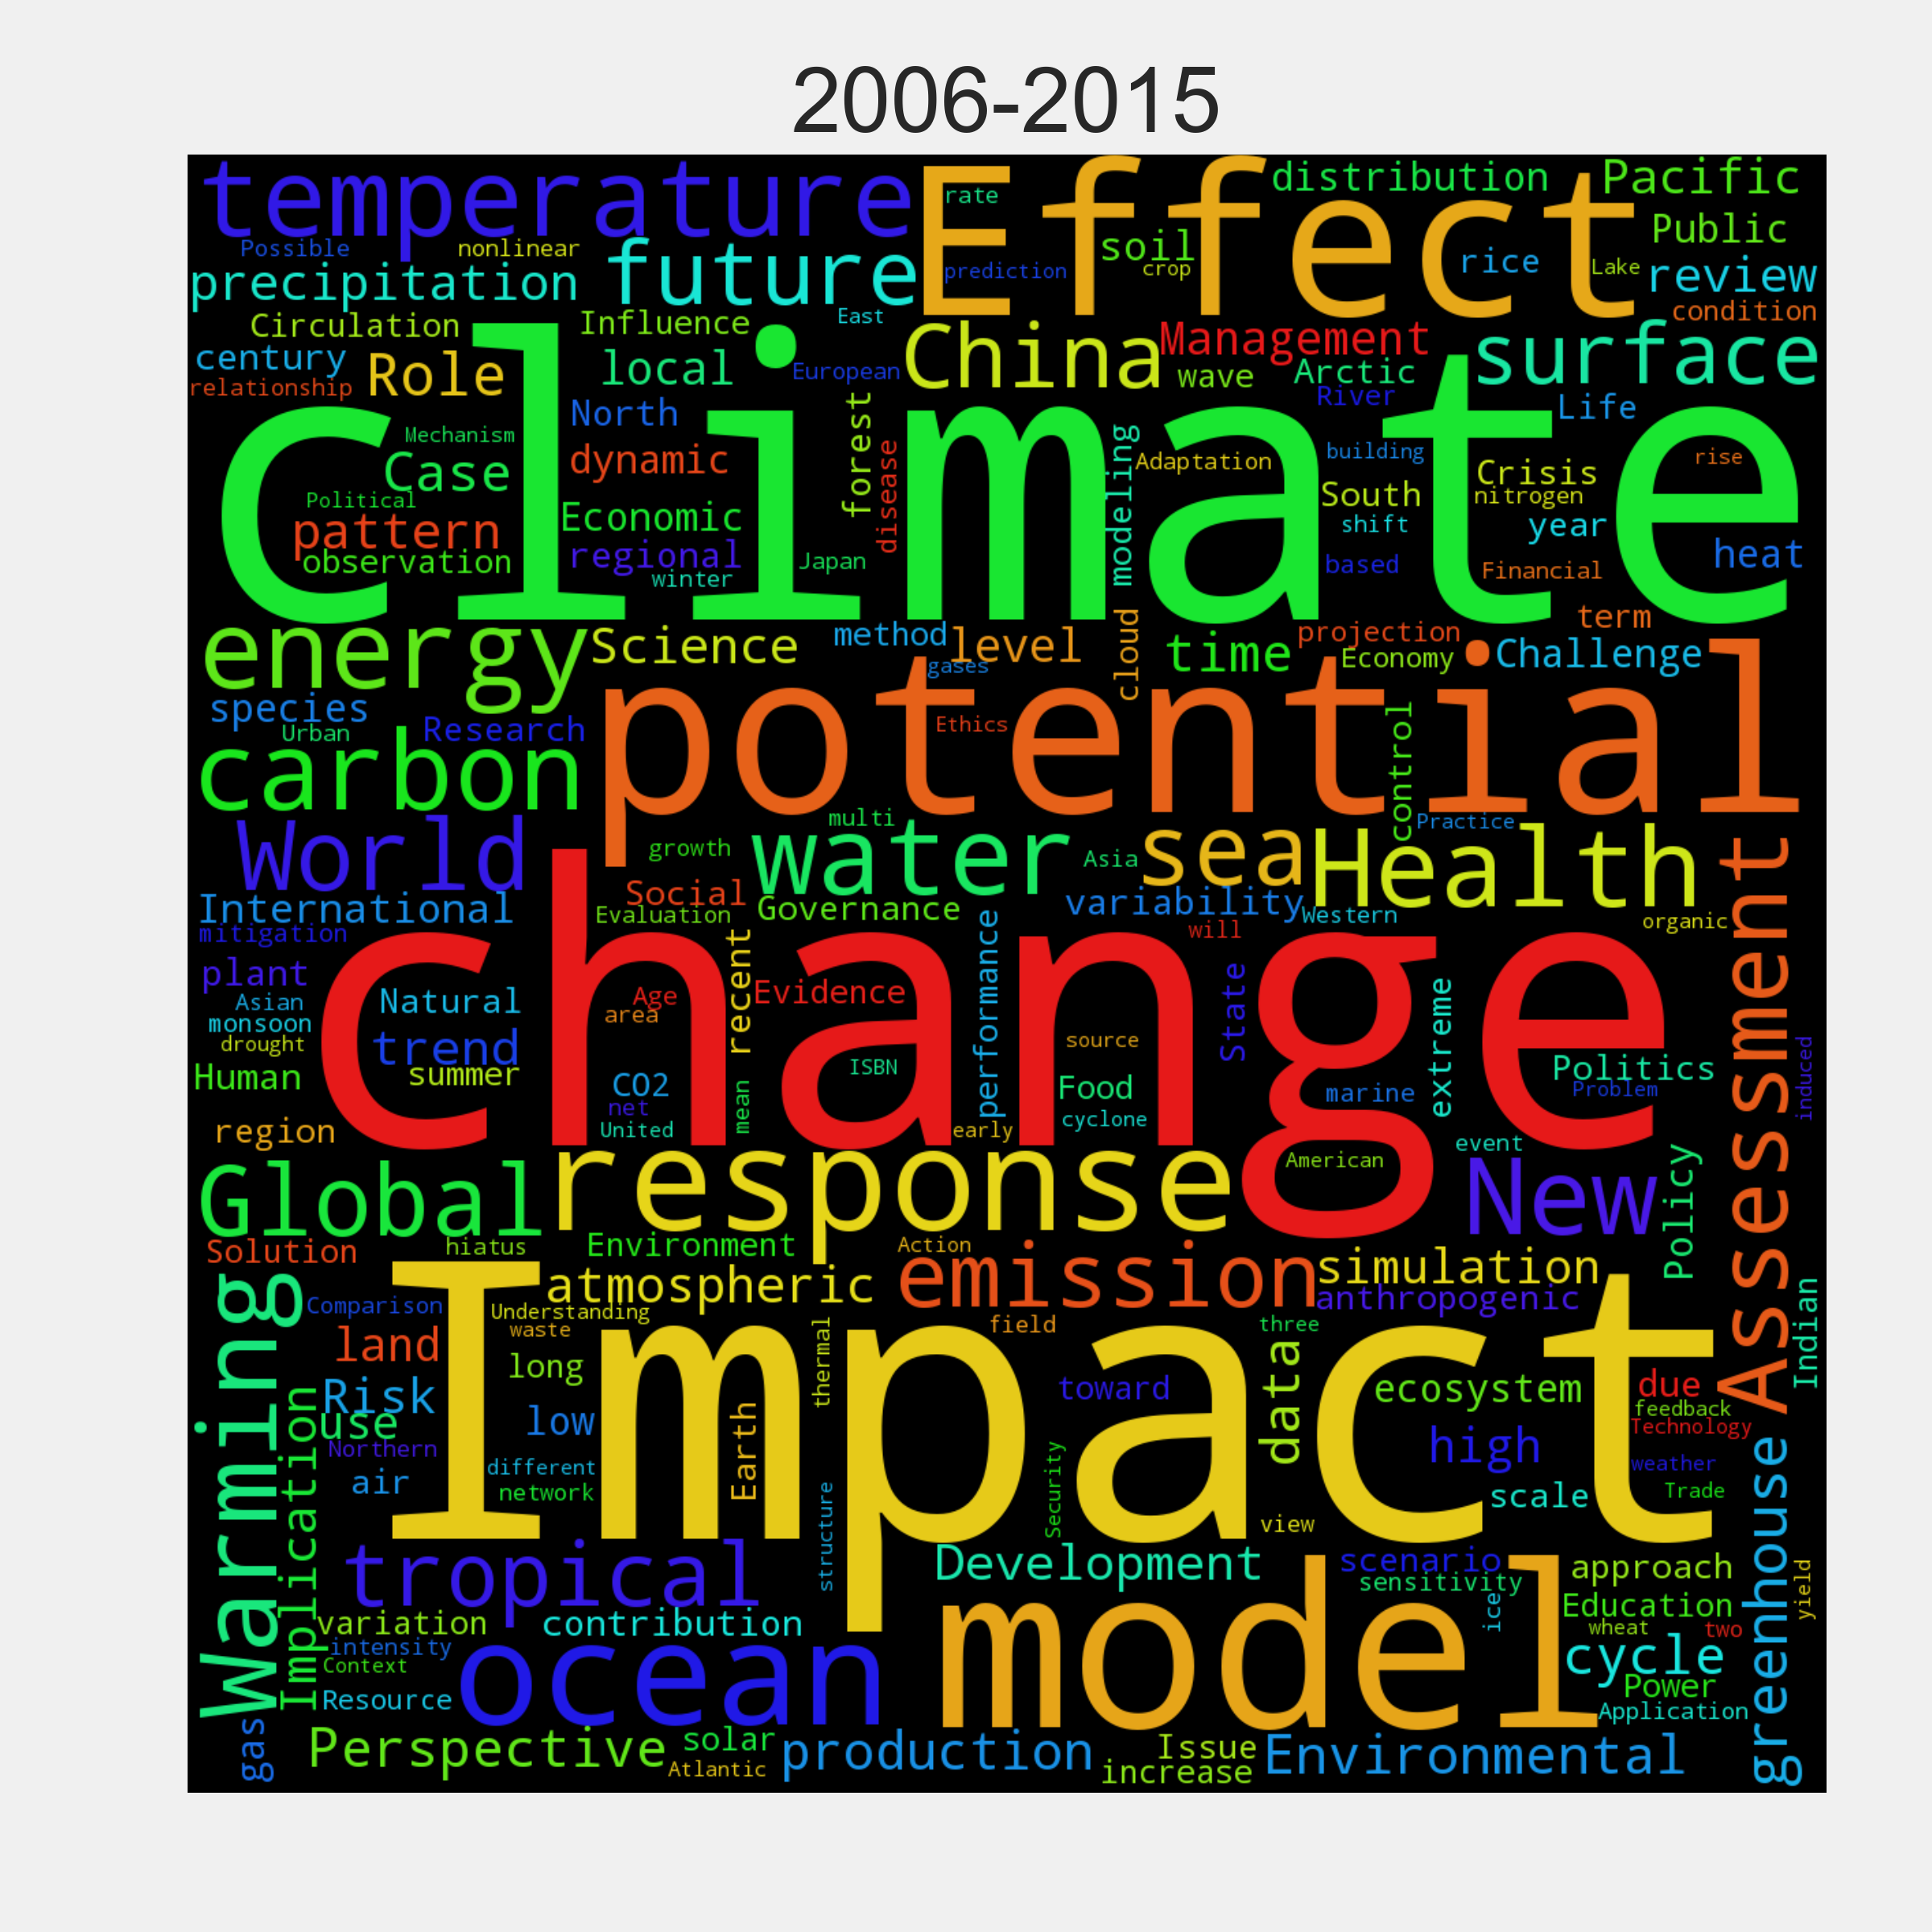 2006-2015
temperature
Effect
rate
distribution
Pacific
Possible
nonlinear
future
soil
crop
prediction
rice
Lake
Public
review
precipitation
condition
Circulation
Influence
East
China
Management
surface
century
Role
local
European
wave
Arctic
relationship
climate
North
River
Life
Mechanism
Case
dynamic
forest
disease
modeling
Adaptation
building
rise
Crisis
Political
South
nitrogen
pattern
Economic
shift
year
observation
regional
Japan
winter
based
Financial
heat
term
energy
Science
method
level
gases
cloud
time
projection
Economy
Challenge
species
Urban
Research
potential
Ethics
control
carbon
World
multi
Practice
growth
water
Asia
sea
Health
Assessment
International
Social
Evaluation
Governance
variability
Western
organic
mitigation
change
will
plant
recent
performance
State
extreme
Asian
Natural
Age
Evidence
area
monsoon
drought
trend
source
Human
summer
CO2
ISBN
Food
marine
Politics
Problem
induced
net
mean
cyclone
region
United
early
event
American
Global
response
New
Policy
Solution
hiatus
Environment
Action
Warming
atmospheric
emission
simulation
Comparison
Understanding
anthropogenic
Indian
waste
thermal
field
three
Impact
land
long
data
Risk
use
toward
ecosystem
due
feedback
Technology
low
Earth
high
Northern
Implication
air
different
network
structure
Security
weather
scale
Trade
view
greenhouse
tropical
Development
scenario
sensitivity
approach
yield
variation
contribution
ice
Education
wheat
two
intensity
Context
ocean
model
cycle
Resource
Power
Application
gas
Perspective
solar
Atlantic
production
Issue
increase
Environmental